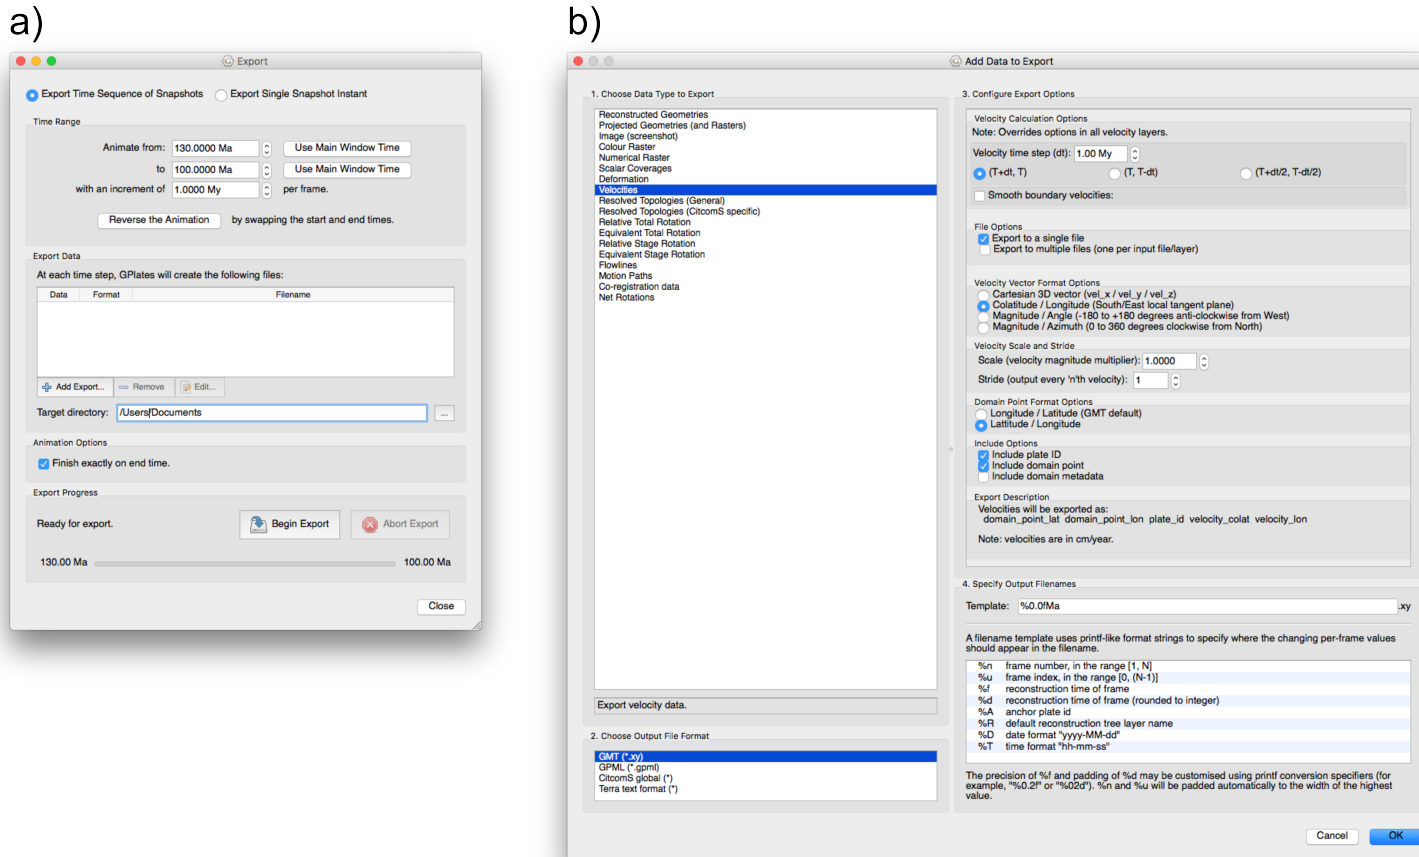 a)
Export
Export Time Sequence of Snapshots
Export Single Snapshot Instant
Time Range
Animate from: 130.0000 Ma Use Main Window Time
to 100.0000 Ma Use Main Window Time
with an increment of 1.0000 My per frame.
Reverse the Animation by swapping the start and end times.
Export Data
At each time step, GPlates will create the following files:
Data Format Filename
Add Export... Remove Edit...
Target directory: /Users/Documents ...
Animation Options
Finish exactly on end time.
Export Progress
Ready for export. Begin Export Abort Export
130.00 Ma 100.00 Ma
Close
b)
Add Data to Export
1. Choose Data Type to Export
Reconstructed Geometries
Projected Geometries (and Rasters)
Image (screenshot)
Colour Raster
Numerical Raster
Scalar Coverages
Deformation
Velocities
Resolved Topologies (General)
Resolved Topologies (CitcomS specific)
Relative Total Rotation
Equivalent Total Rotation
Relative Stage Rotation
Equivalent Stage Rotation
Flowlines
Motion Paths
Co-registration data
Net Rotations
Export velocity data.
2. Choose Output File Format
GMT (*.xy)
GPML (*.gpml)
CitcomS global (*)
Terra text format (*)
3. Configure Export Options
Velocity Calculation Options
Note: Overrides options in all velocity layers.
Velocity time step (dt): 1.00 My
(T+dt, T) (T, T-dt) (T+dt/2, T-dt/2)
Smooth boundary velocities:
File Options
Export to a single file
Export to multiple files (one per input file/layer)
Velocity Vector Format Options
Cartesian 3D vector (vel_x / vel_y / vel_z)
Colatitude / Longitude (South/East local tangent plane)
Magnitude / Angle (-180 to +180 degrees anti-clockwise from West)
Magnitude / Azimuth (0 to 360 degrees clockwise from North)
Velocity Scale and Stride
Scale (velocity magnitude multiplier): 1.0000
Stride (output every 'n'th velocity): 1
Domain Point Format Options
Longitude / Latitude (GMT default)
Lattitude / Longitude
Include Options
Include plate ID
Include domain point
Include domain metadata
Export Description
Velocities will be exported as:
domain_point_lat domain_point_lon plate_id velocity_colat velocity_lon
Note: velocities are in cm/year.
4. Specify Output Filenames
Template: %0.0fMa .xy
A filename template uses printf-like format strings to specify where the changing per-frame values
should appear in the filename.
%n frame number, in the range [1, N]
%u frame index, in the range [0, (N-1)]
%f reconstruction time of frame
%d reconstruction time of frame (rounded to integer)
%A anchor plate id
%R default reconstruction tree layer name
%D date format "yyyy-MM-dd"
%T time format "hh-mm-ss"
The precision of %f and padding of %d may be customised using printf conversion specifiers (for
example, "%0.2f" or "%02d"). %n and %u will be padded automatically to the width of the highest
value.
Cancel OK